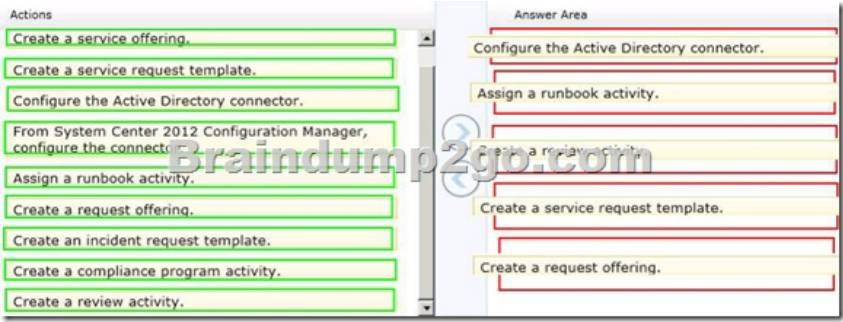 Actions
Create a service offering.
Create a service request template.
Configure the Active Directory connector.
From System Center 2012 Configuration Manager,
configure the connector.
Assign a runbook activity.
Create a request offering.
Create an incident request template.
Create a compliance program activity.
Create a review activity.
Answer Area
Configure the Active Directory connector.
Assign a runbook activity.
Create a review activity.
Create a service request template.
Create a request offering.
Braindump2go.com